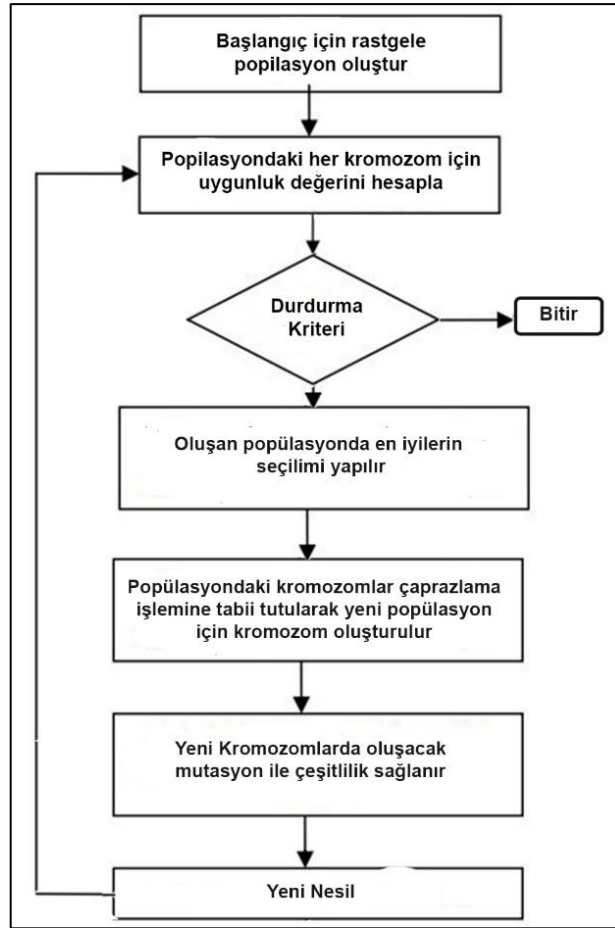 Başlangıç için rastgele
popilasyon oluştur
Popilasyondaki her kromozom için
uygunluk değerini hesapla
Durdurma
Kriteri
Bitir
Oluşan popülasyonda en iyilerin
seçilimi yapılır
Popülasyondaki kromozomlar çaprazlama
işlemine tabii tutularak yeni popülasyon
için kromozom oluşturulur
Yeni Kromozomlarda oluşacak
mutasyon ile çeşitlilik sağlanır
Yeni Nesil